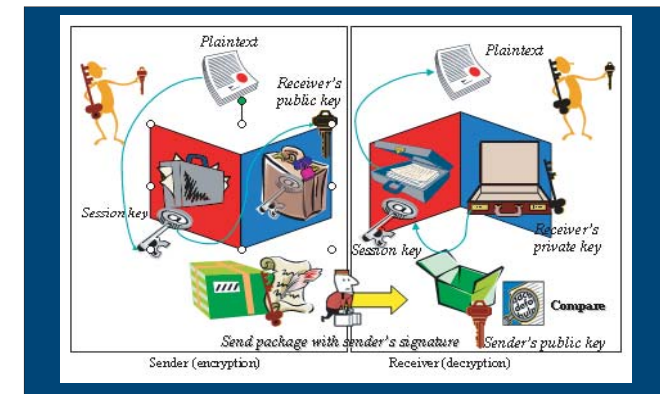 Plaintext
Receiver's
public key
Session key
Plaintext
Receiver's
private key
Session key
Compare
Send package with sender's signature
Sender's public key
Sender (encryption)
Receiver (decryption)